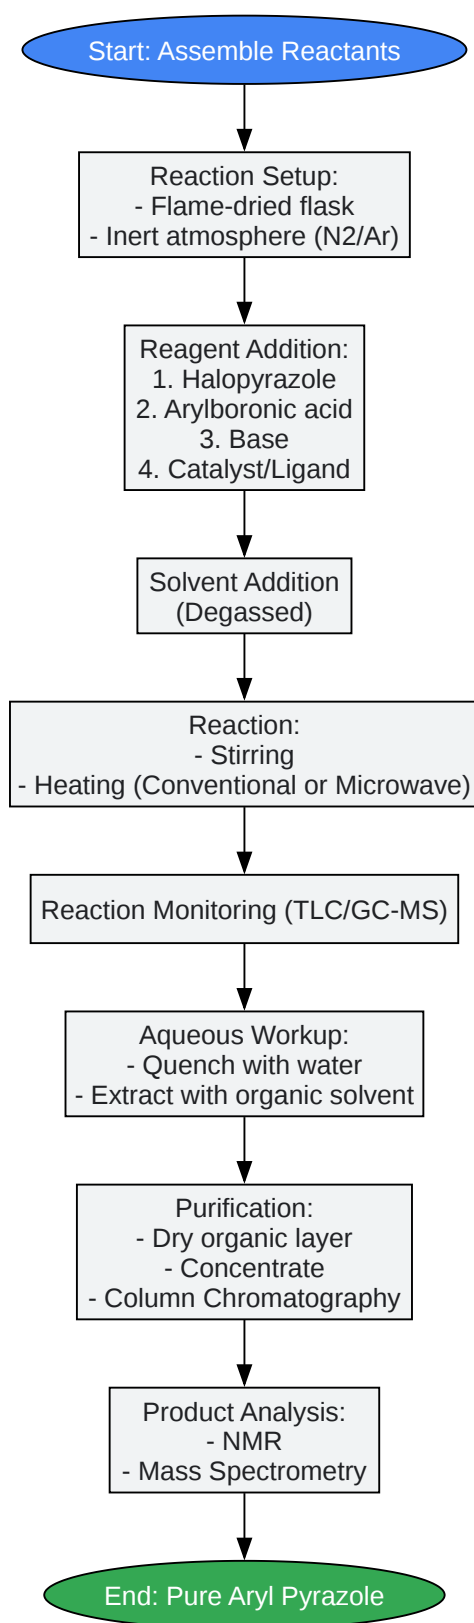 Start: Assemble Reactants
Reaction Setup:
- Flame-dried flask
- Inert atmosphere (N2/Ar)
Reagent Addition:
1. Halopyrazole
2. Arylboronic acid
3. Base
4. Catalyst/Ligand
Solvent Addition
(Degassed)
Reaction:
- Stirring
- Heating (Conventional or Microwave)
Reaction Monitoring (TLC/GC-MS)
Aqueous Workup:
- Quench with water
- Extract with organic solvent
Purification:
- Dry organic layer
- Concentrate
- Column Chromatography
Product Analysis:
- NMR
- Mass Spectrometry
End: Pure Aryl Pyrazole